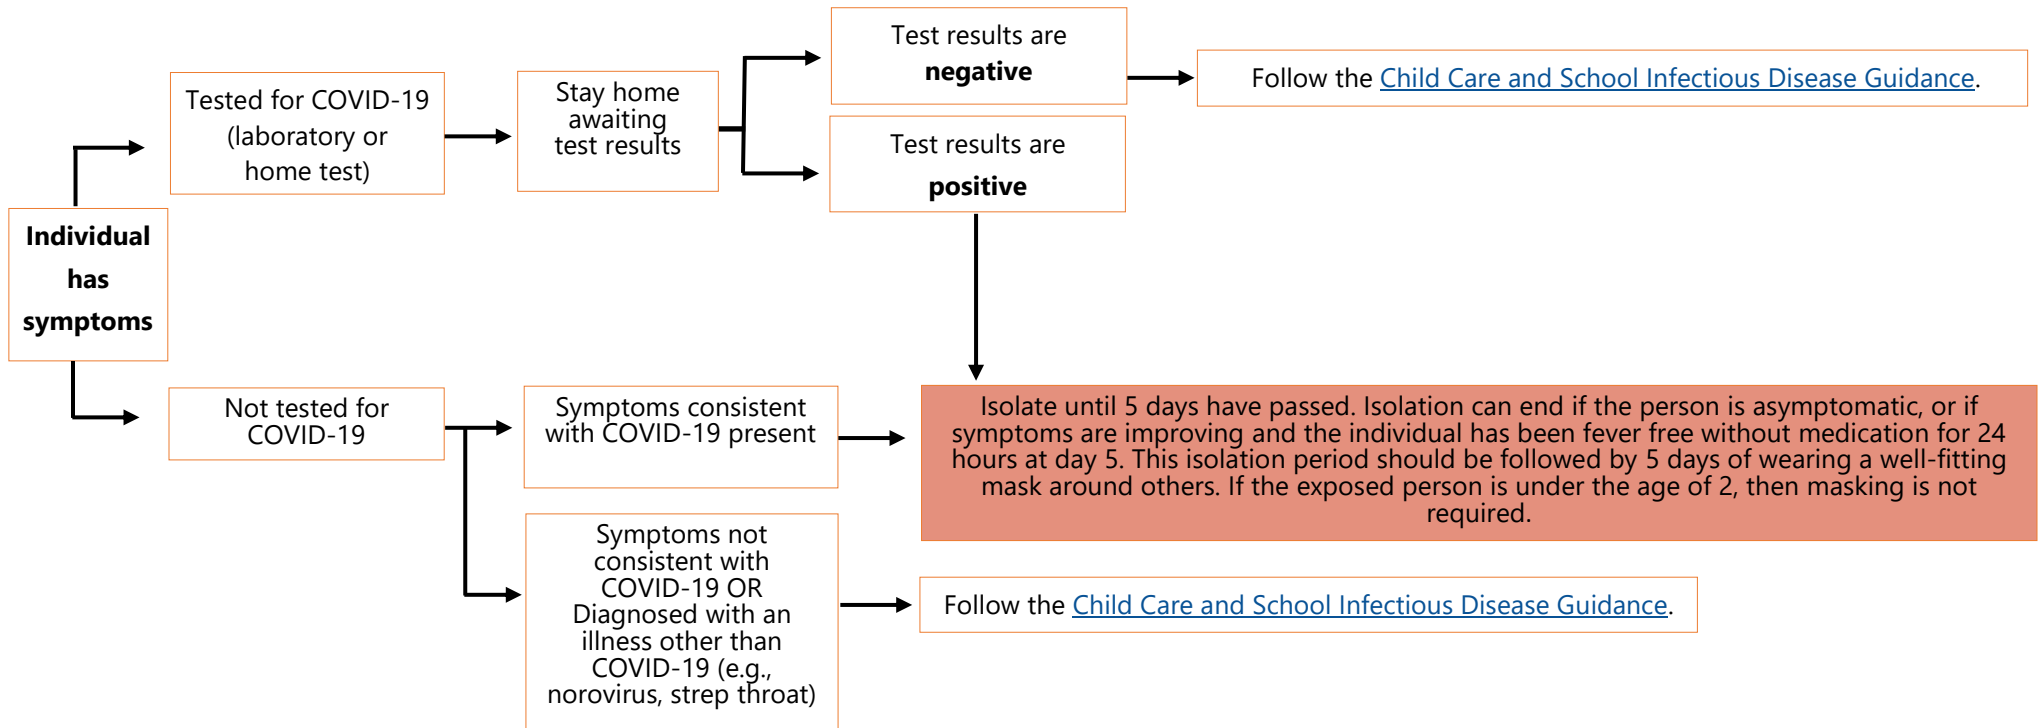 Individual
has
symptoms
Tested for COVID-19
(laboratory or
home test)
Stay home
awaiting
test results
Test results are
negative
Follow the Child Care and School Infectious Disease Guidance.
Test results are
positive
Not tested for
COVID-19
Symptoms consistent
with COVID-19 present
Isolate until 5 days have passed. Isolation can end if the person is asymptomatic, or if
symptoms are improving and the individual has been fever free without medication for 24
hours at day 5. This isolation period should be followed by 5 days of wearing a well-fitting
mask around others. If the exposed person is under the age of 2, then masking is not
required.
Symptoms not
consistent with
COVID-19 OR
Diagnosed with an
illness other than
COVID-19 (e.g.,
norovirus, strep throat)
Follow the Child Care and School Infectious Disease Guidance.